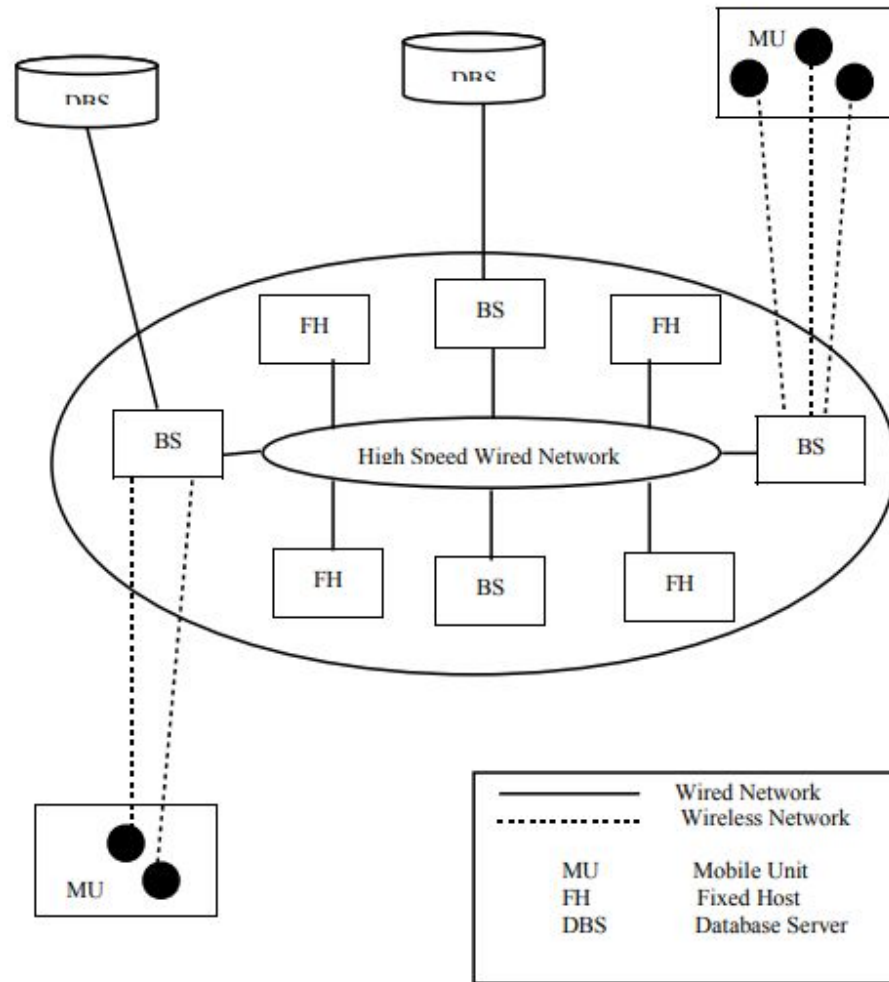 MU
DBS
DBS
FH
BS
FH
BS
High Speed Wired Network
BS
FH
BS
FH
MU
Wired Network
Wireless Network
MU Mobile Unit
FH Fixed Host
DBS Database Server